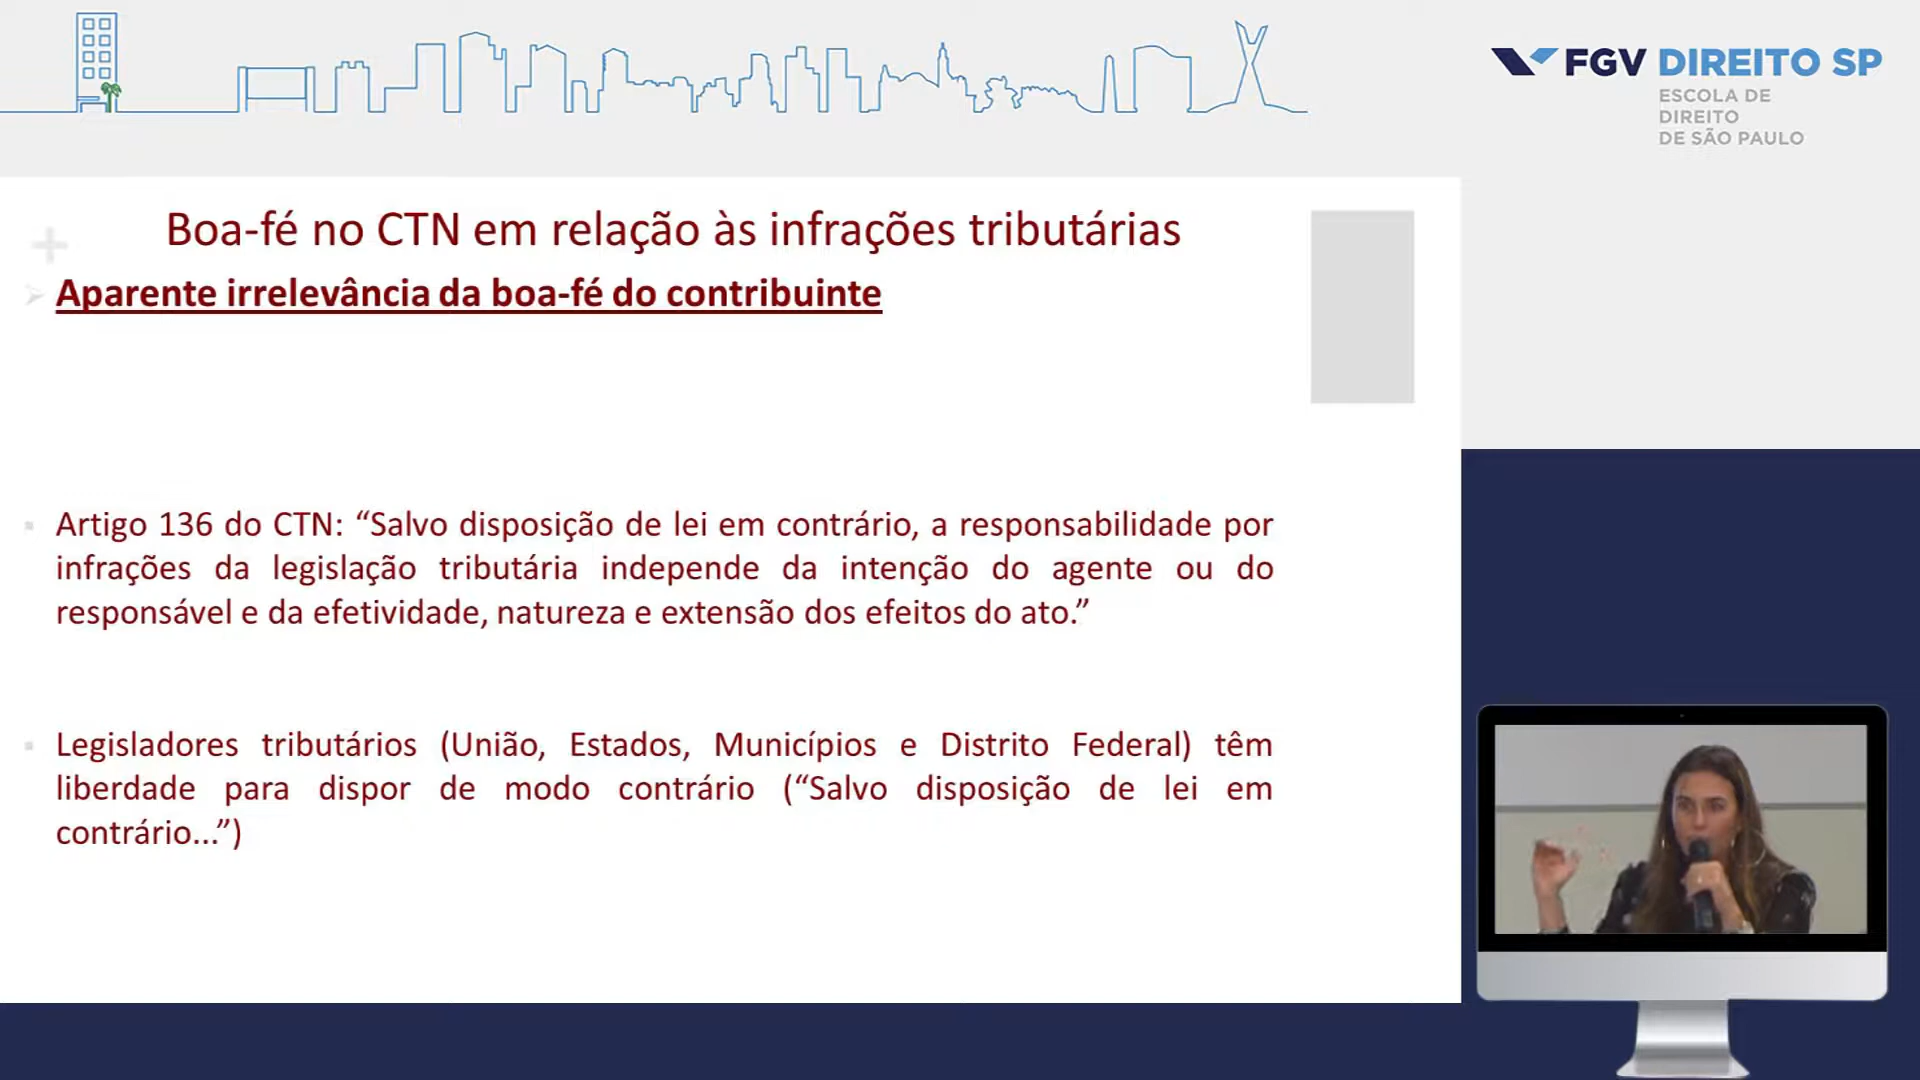 FGV DIREITO SP
ESCOLA DE
DIREITO
DE SÃO PAULO
Boa-fé no CTN em relação às infrações tributárias
Aparente irrelevância da boa-fé do contribuinte
Artigo 136 do CTN: “Salvo disposição de lei em contrário, a responsabilidade por
infrações da legislação tributária independe da intenção do agente ou do
responsável e da efetividade, natureza e extensão dos efeitos do ato.”
Legisladores tributários (União, Estados, Municípios e Distrito Federal) têm
liberdade para dispor de modo contrário (“Salvo disposição de lei em
contrário...”)